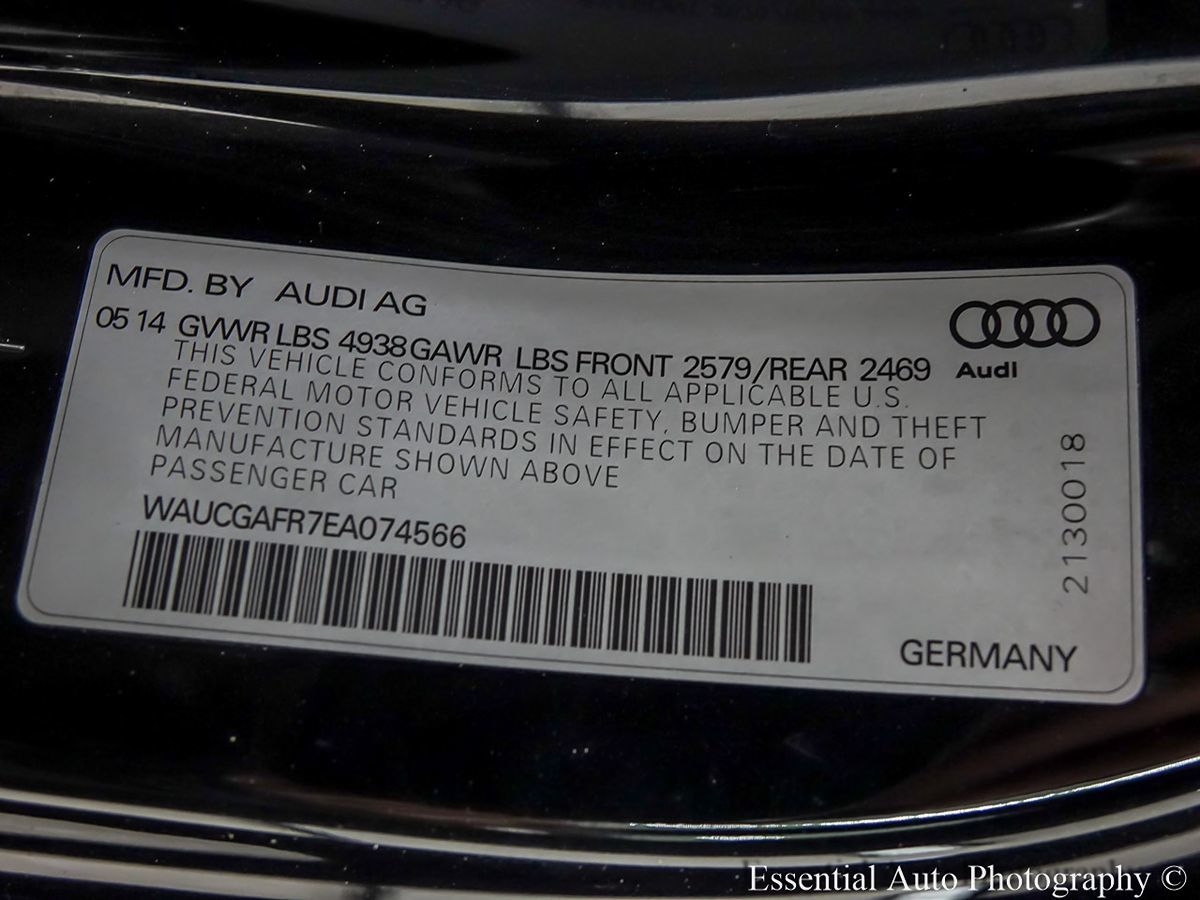 MFD. BY AUDI AG
05 14 GVWR LBS 4938 GAWR LBS FRONT 2579/REAR 2469
THIS VEHICLE CONFORMS TO ALL APPLICABLE U.S.
FEDERAL MOTOR VEHICLE SAFETY, BUMPER AND THEFT
PREVENTION STANDARDS IN EFFECT ON THE DATE OF
MANUFACTURE SHOWN ABOVE
PASSENGER CAR
WAUCGAFR7EA074566
Audi
21300018
GERMANY
Essential Auto Photography ©